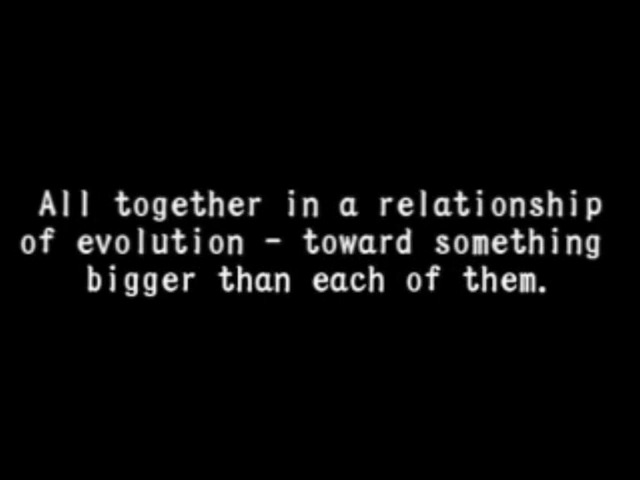 All together in a relationship
of evolution - toward something
bigger than each of them.